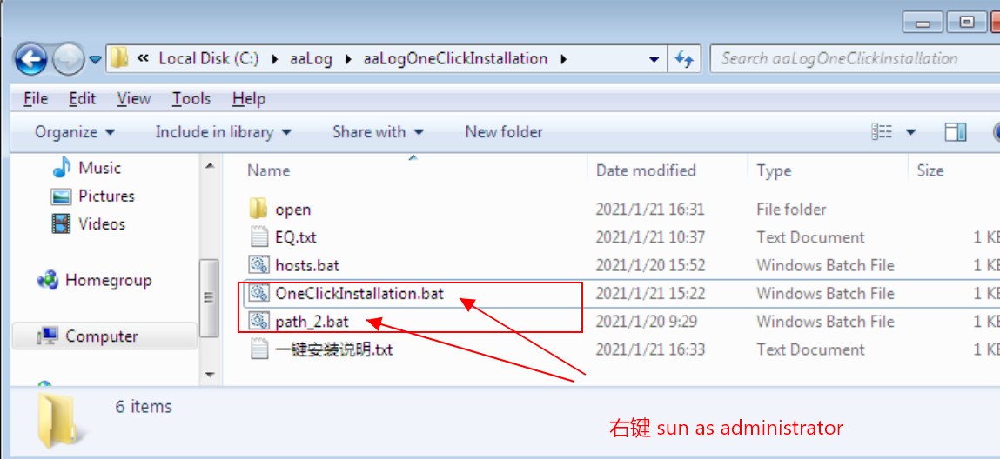 « Local Disk (C:) ▸ aaLog ▸ aaLogOneClickInstallation ▸ Search aaLogOneClickInstallation
File Edit View Tools Help
Organize Include in library Share with New folder
Music
Pictures
Videos
Homegroup
Computer
Name Date modified Type Size
open 2021/1/21 16:31 File folder
EQ.txt 2021/1/21 10:37 Text Document 1 KB
hosts.bat 2021/1/20 15:52 Windows Batch File 1 KB
OneClickInstallation.bat 2021/1/21 15:22 Windows Batch File 1 KB
path_2.bat 2021/1/20 9:29 Windows Batch File 1 KB
一键安装说明.txt 2021/1/21 16:33 Text Document 1 KB
6 items
右键 sun as administrator